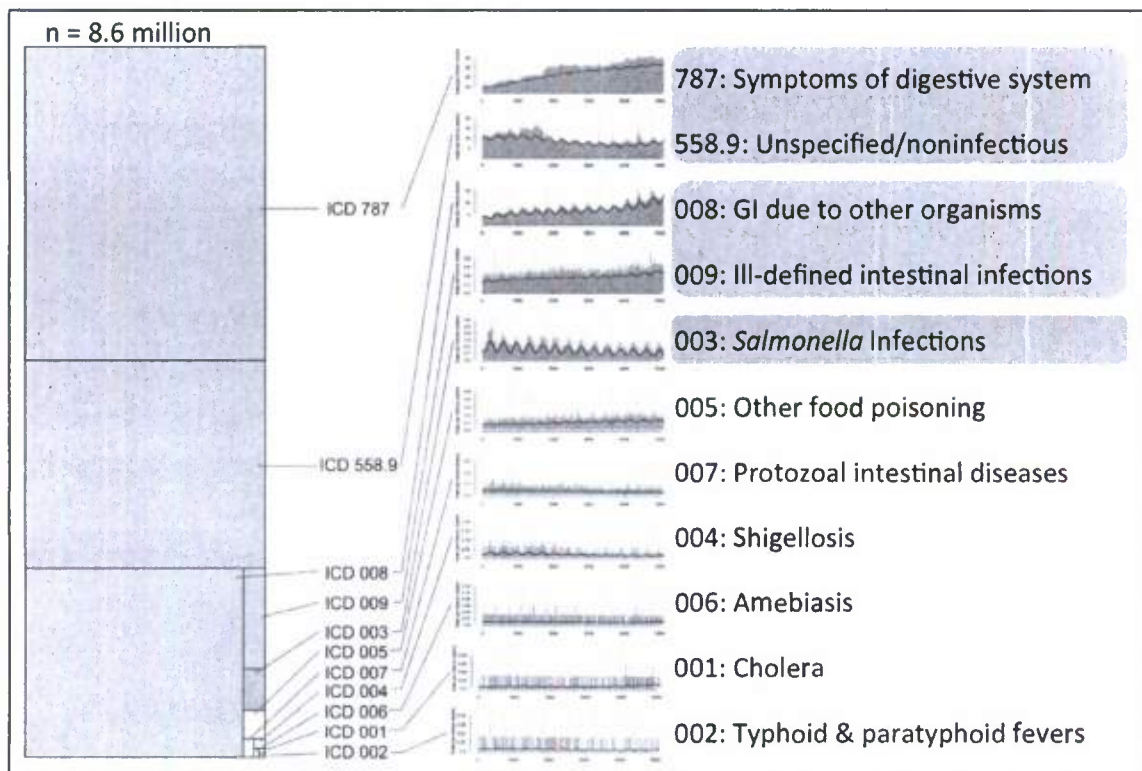 n = 8.6 million
ICD 787
ICD 558.9
ICD 008
ICD 009
ICD 003
ICD 005
ICD 007
ICD 004
ICD 006
ICD 001
ICD 002
787: Symptoms of digestive system
558.9: Unspecified/noninfectious
008: GI due to other organisms
009: Ill-defined intestinal infections
003: Salmonella Infections
005: Other food poisoning
007: Protozoal intestinal diseases
004: Shigellosis
006: Amebiasis
001: Cholera
002: Typhoid & paratyphoid fevers